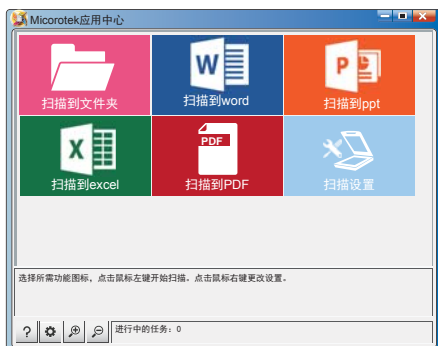 Micorotek应用中心
扫描到文件夹
扫描到word
扫描到ppt
扫描到excel
PDF
扫描到PDF
扫描设置
选择所需功能图标，点击鼠标左键开始扫描。点击鼠标右键更改设置。
进行中的任务：0